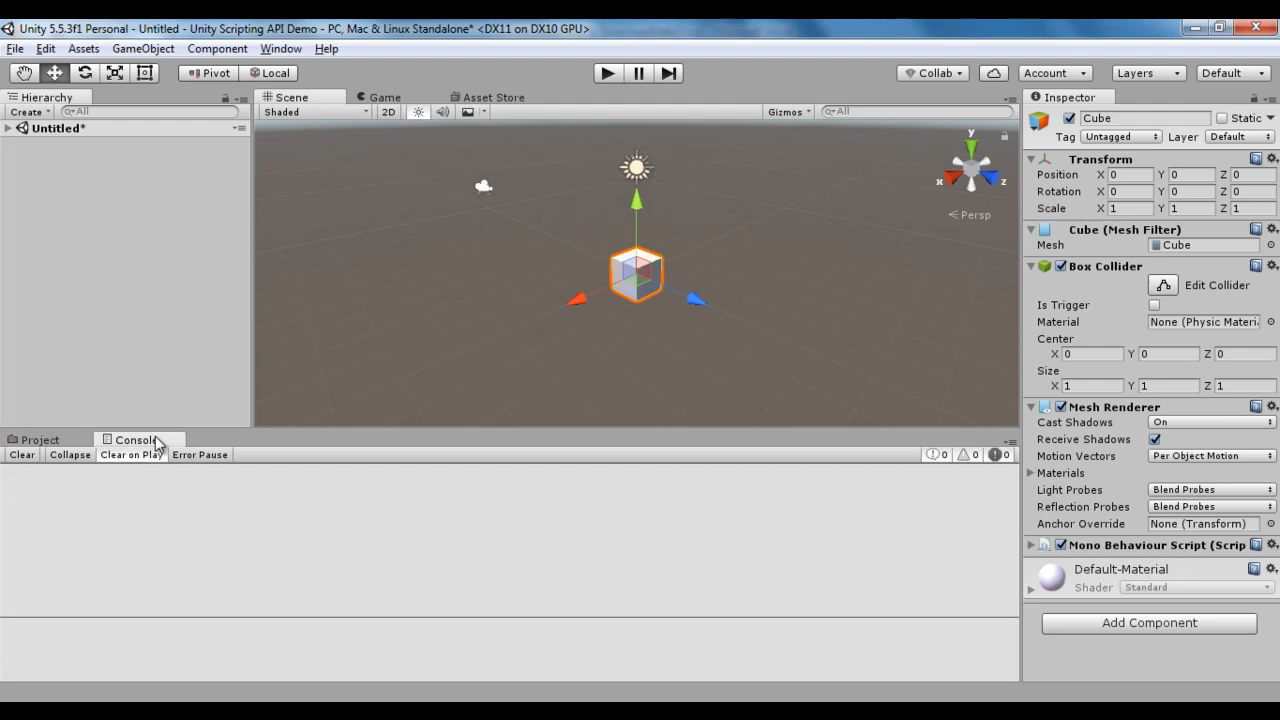 Unity 5.5.3f1 Personal - Untitled - Unity Scripting API Demo - PC, Mac & Linux Standalone* <DX11 on DX10 GPU>
File Edit Assets GameObject Component Window Help
Pivot Local Collab Account Layers Default
Hierarchy Scene Game Asset Store Inspector
Create All Shaded 2D Gizmos All
Untitled*
Cube Static
Tag Untagged Layer Default
Transform
Position X 0 Y 0 Z 0
Rotation X 0 Y 0 Z 0
Scale X 1 Y 1 Z 1
y
x z
Persp
Cube (Mesh Filter)
Mesh Cube
Box Collider
Edit Collider
Is Trigger
Material None (Physic Materi
Center
X 0 Y 0 Z 0
Size
X 1 Y 1 Z 1
Mesh Renderer
Cast Shadows On
Receive Shadows
Motion Vectors Per Object Motion
Materials
Light Probes Blend Probes
Reflection Probes Blend Probes
Anchor Override None (Transform)
Mono Behaviour Script (Scrip
Default-Material
Shader Standard
Add Component
Project Console
Clear Collapse Clear on Play Error Pause 0 0 0